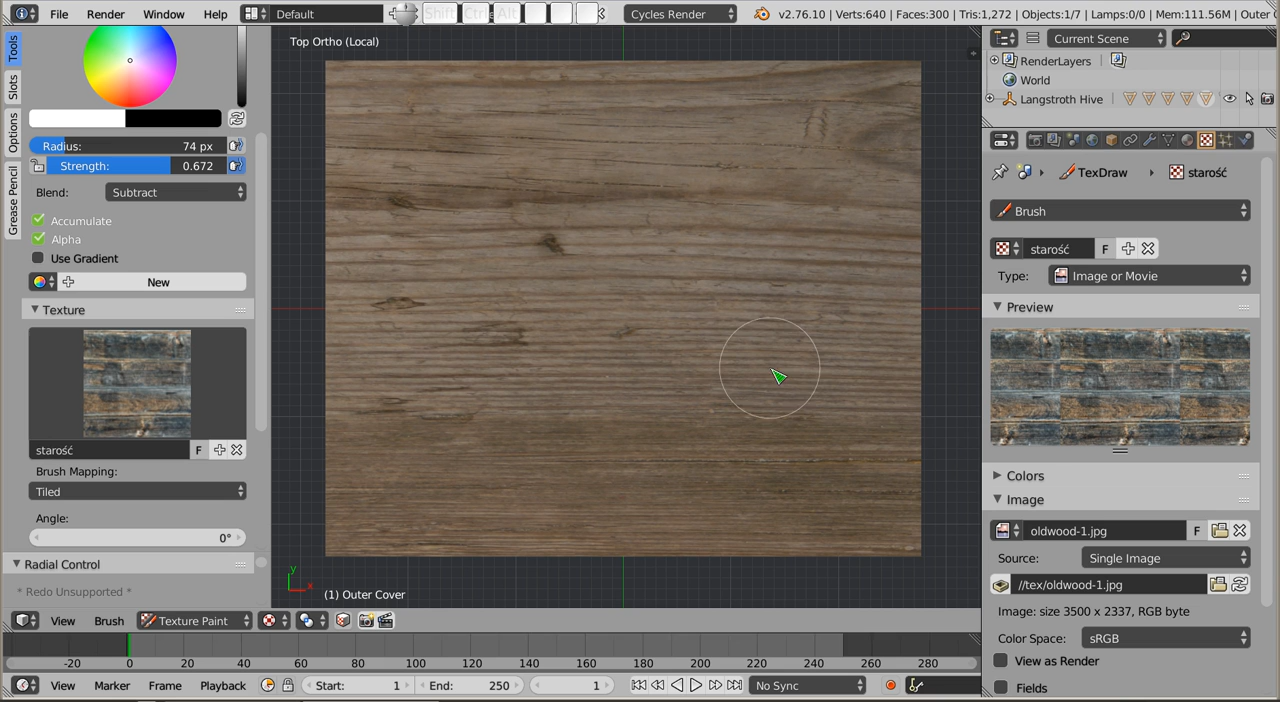 File Render Window Help Default Shift Ctrl Alt Cycles Render v2.76.10 | Verts:640 | Faces:300 | Tris:1,272 | Objects:1/7 | Lamps:0/0 | Mem:111.56M | Outer
Tools
Slots
Options
Grease Pencil
Radius: 74 px
Strength: 0.672
Blend: Subtract
Accumulate
Alpha
Use Gradient
New
Texture
starość F
Brush Mapping:
Tiled
Angle:
0°
Radial Control
* Redo Unsupported *
Top Ortho (Local)
y
x
(1) Outer Cover
View Brush Texture Paint
-20 0 20 40 60 80 100 120 140 160 180 200 220 240 260 280
View Marker Frame Playback Start: 1 End: 250 1 No Sync
Current Scene
RenderLayers
World
Langstroth Hive
TexDraw starość
Brush
starość F
Type: Image or Movie
Preview
Colors
Image
oldwood-1.jpg F
Source: Single Image
//tex/oldwood-1.jpg
Image: size 3500 x 2337, RGB byte
Color Space: sRGB
View as Render
Fields